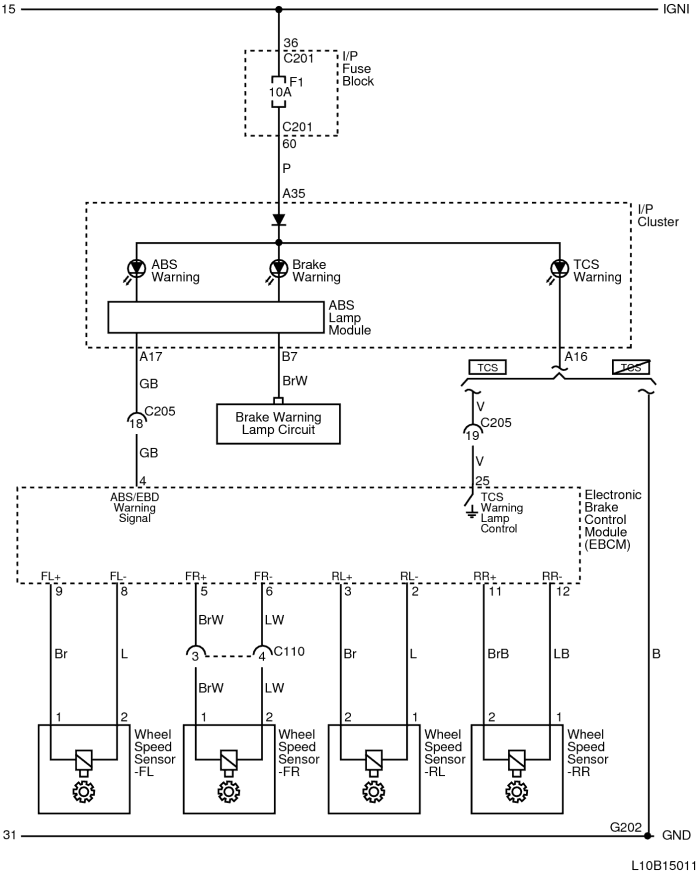 15 IGNI
36
C201
I/P
Fuse
Block
F1
10A
C201
60
P
A35
I/P
Cluster
ABS
Warning
Brake
Warning
TCS
Warning
ABS
Lamp
Module
A17 B7 A16
TCS TCS
GB BrW
C205
18
Brake Warning
Lamp Circuit
V
C205
19
GB V
4 25
ABS/EBD
Warning
Signal
TCS
Warning
Lamp
Control
Electronic
Brake
Control
Module
(EBCM)
FL+ FL- FR+ FR- RL+ RL- RR+ RR-
9 8 5 6 3 2 11 12
BrW LW
Br L 3 4 C110 Br L BrB LB B
BrW LW
1 2 1 2 2 1 2 1
Wheel
Speed
Sensor
-FL
Wheel
Speed
Sensor
-FR
Wheel
Speed
Sensor
-RL
Wheel
Speed
Sensor
-RR
G202
31 GND
L10B15011